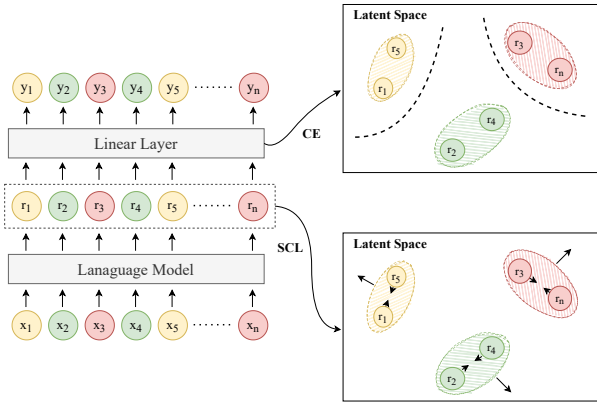 y1 y2 y3 y4 y5 ······ yn
Linear Layer
r1 r2 r3 r4 r5 ······ rn
Lanaguage Model
x1 x2 x3 x4 x5 ······ xn
CE
SCL
Latent Space
r5
r1
r3
rn
r4
r2
Latent Space
r5
r1
r3
rn
r4
r2